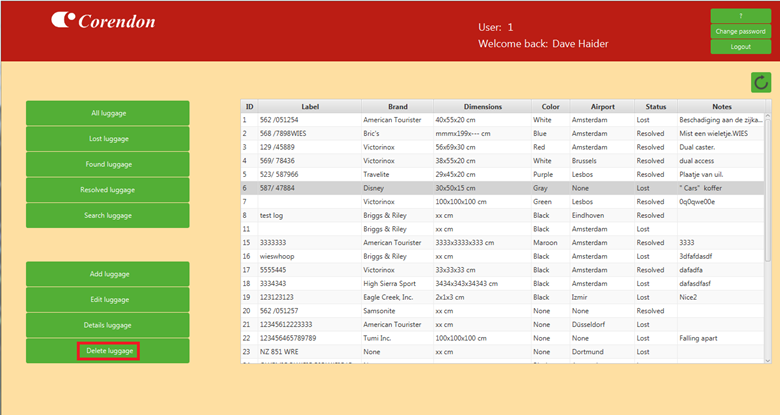 Corendon
User: 1
Welcome back: Dave Haider
?
Change password
Logout
All luggage
Lost luggage
Found luggage
Resolved luggage
Search luggage
Add luggage
Edit luggage
Details luggage
Delete luggage
ID Label Brand Dimensions Color Airport Status Notes
1 562 /051254 American Tourister 40x55x20 cm White Amsterdam Lost Beschadiging aan de zijka...
2 568 /7898WIES Bric's mmmx199x--- cm Blue Amsterdam Resolved Mist een wieletje.WIES
3 129 /45889 Victorinox 56x69x30 cm Red Amsterdam Resolved Dual caster.
4 569/ 78436 Victorinox 38x55x20 cm White Brussels Resolved dual access
5 523/ 587966 Travelite 29x45x20 cm Purple Lesbos Resolved Plaatje van uil.
6 587/ 47884 Disney 30x50x15 cm Gray None Lost " Cars" koffer
7 Victorinox 100x100x100 cm Green Lesbos Resolved 0q0qwe00e
8 test log Briggs & Riley xx cm Black Eindhoven Resolved
11 Briggs & Riley xx cm Black Amsterdam Lost
15 3333333 American Tourister 3333x3333x333 cm Maroon Amsterdam Resolved 3333
16 wieswhoop Briggs & Riley xx cm Black Amsterdam Lost 3dfafdasdf
17 5555445 Victorinox 33x33x33 cm Black Amsterdam Resolved dafadfa
18 3334343 High Sierra Sport 3434x343x34343 cm Black Amsterdam Lost dafasdfasf
19 123123123 Eagle Creek, Inc. 2x1x3 cm Black Izmir Lost Nice2
20 562 /051257 Samsonite xx cm None None Resolved
21 12345612223333 American Tourister xx cm None Düsseldorf Lost
22 123456465789789 Tumi Inc. 100x100x100 cm None None Lost Falling apart
23 NZ 851 WRE None xx cm None Dortmund Lost